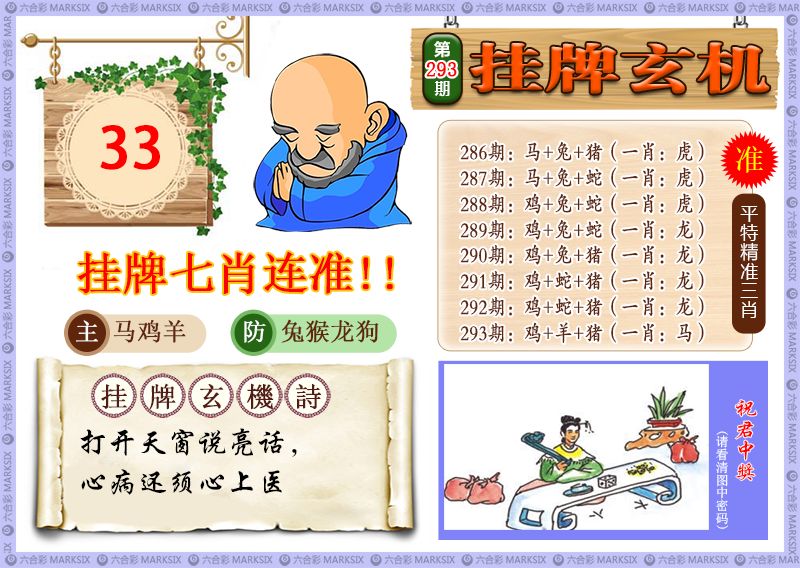 六合彩 MARKSIX
33
第
293
期
挂牌玄机
286期：马+兔+猪（一肖：虎）
287期：马+兔+蛇（一肖：虎）
288期：鸡+兔+蛇（一肖：虎）
289期：鸡+兔+蛇（一肖：龙）
290期：鸡+兔+猪（一肖：龙）
291期：鸡+蛇+猪（一肖：龙）
292期：鸡+蛇+猪（一肖：龙）
293期：鸡+羊+猪（一肖：马）
准
平特精准三肖
挂牌七肖连准!!
主 马鸡羊
防 兔猴龙狗
挂牌玄機詩
打开天窗说亮话，
心病还须心上医
祝君中奖
(请看清图中密码)